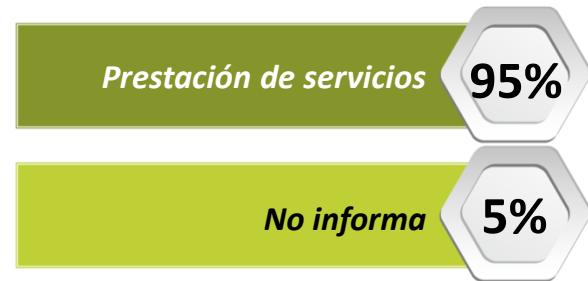 Prestación de servicios 95%
No informa 5%